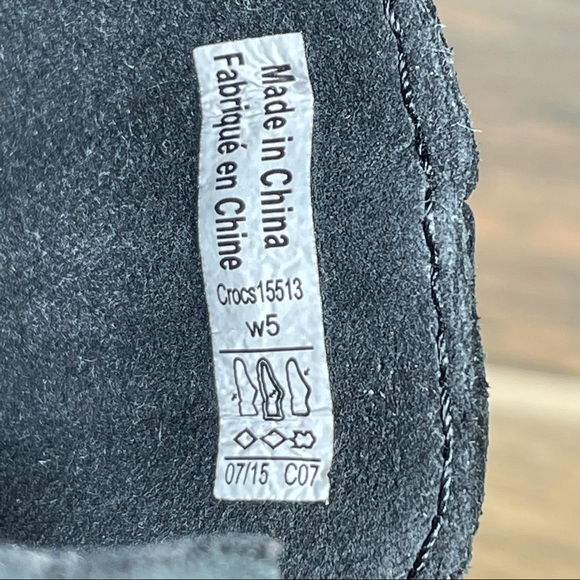 Made in China
Fabriqué en Chine
Crocs15513
w5
07/15 C07